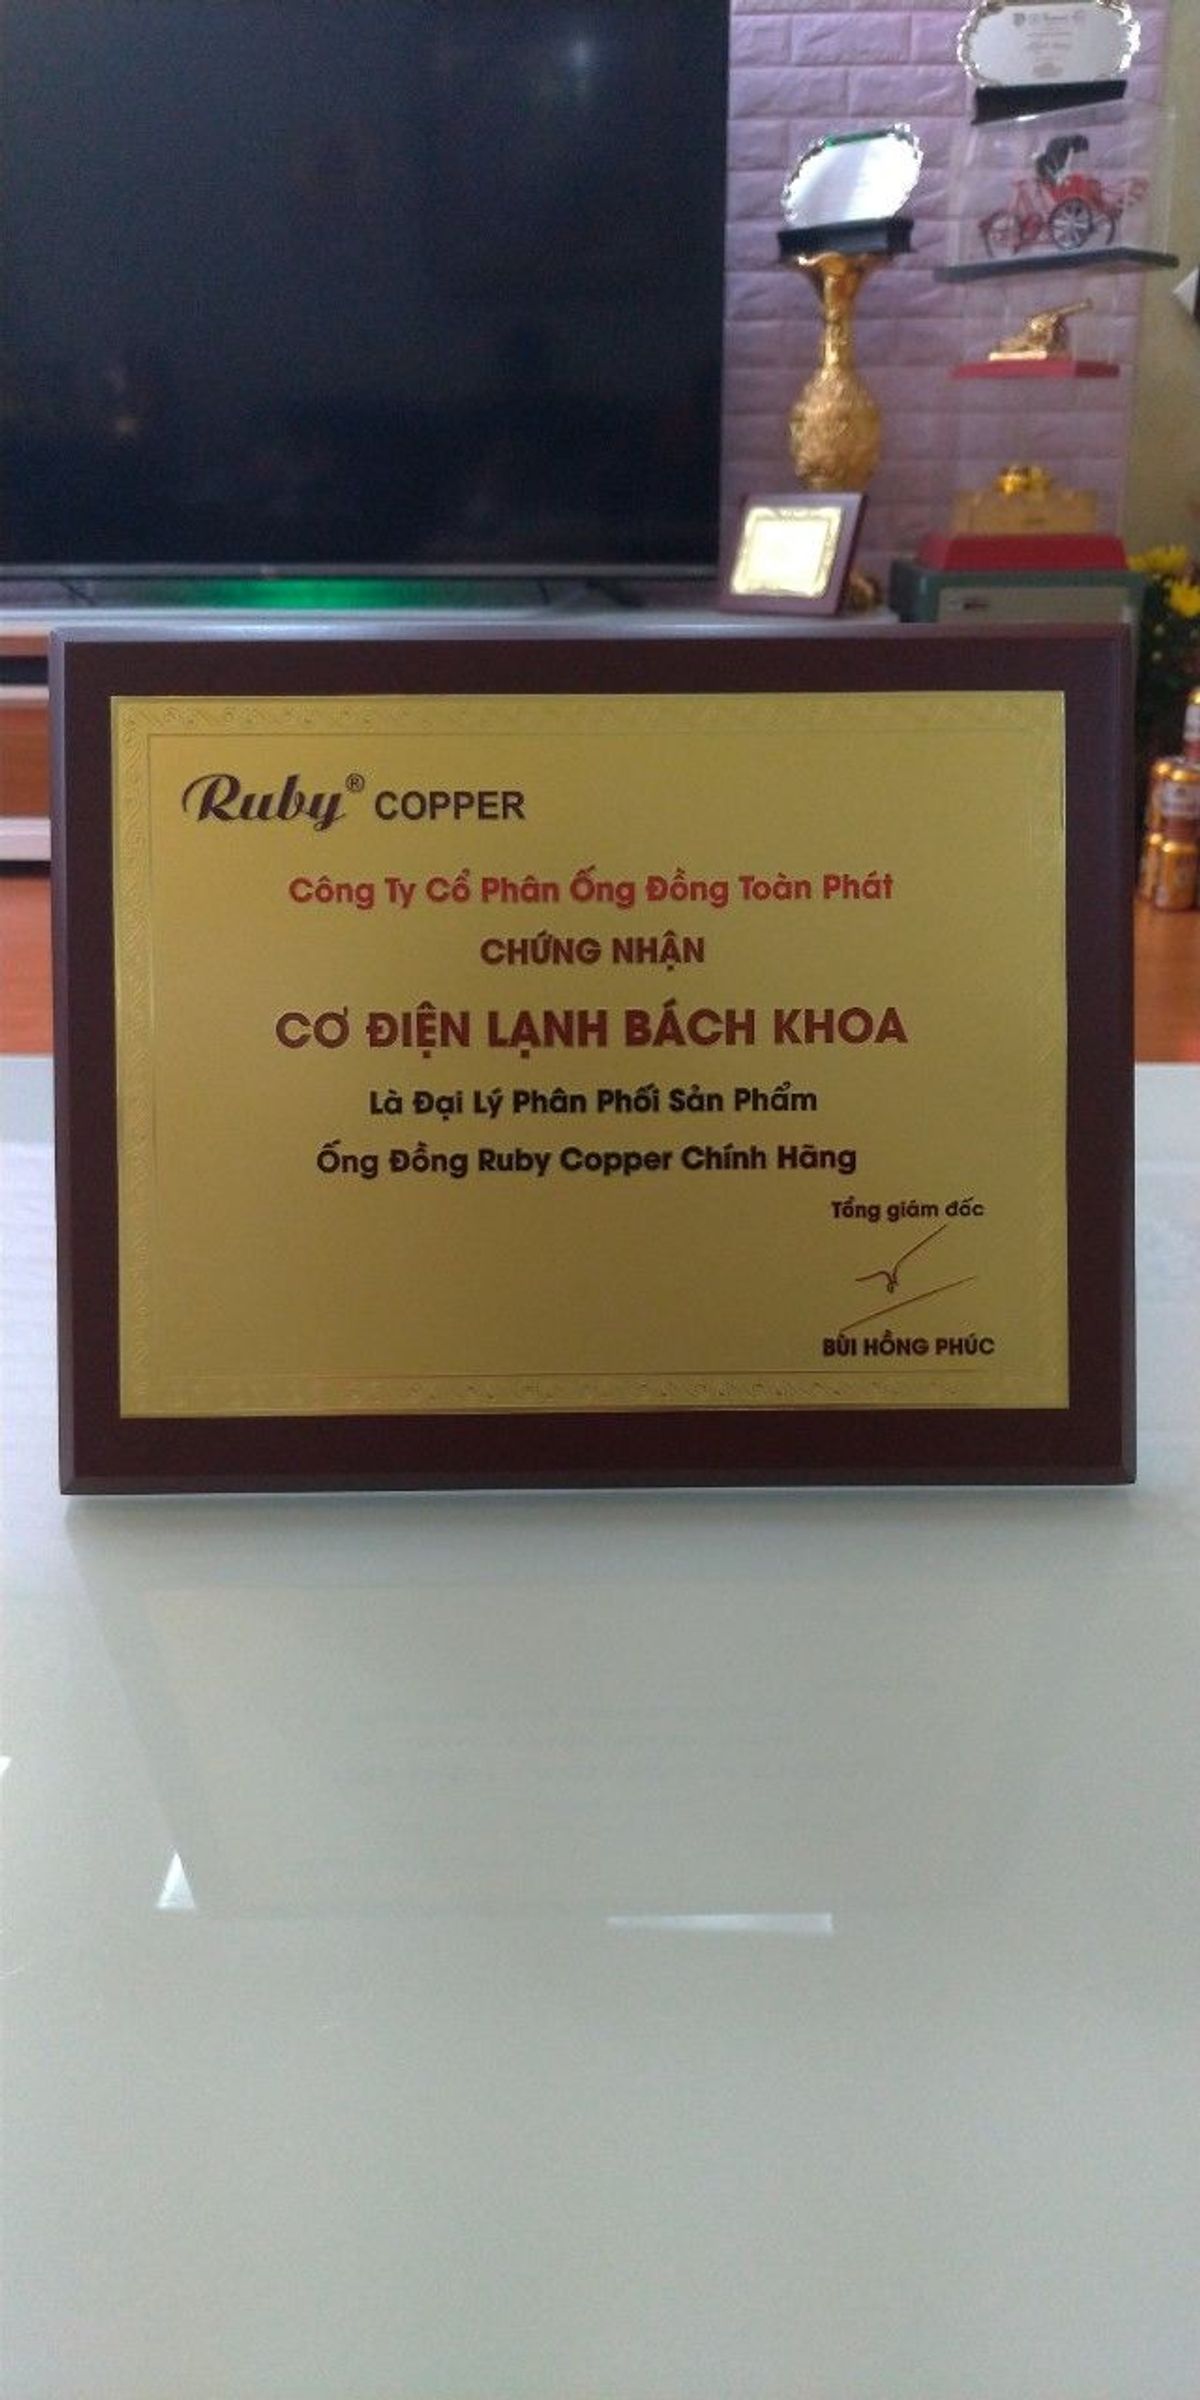 Ruby® COPPER
Công Ty Cổ Phân Ống Đồng Toàn Phát
CHỨNG NHẬN
CƠ ĐIỆN LẠNH BÁCH KHOA
Là Đại Lý Phân Phối Sản Phẩm
Ống Đồng Ruby Copper Chính Hãng
Tổng giám đốc
BÙI HỒNG PHÚC